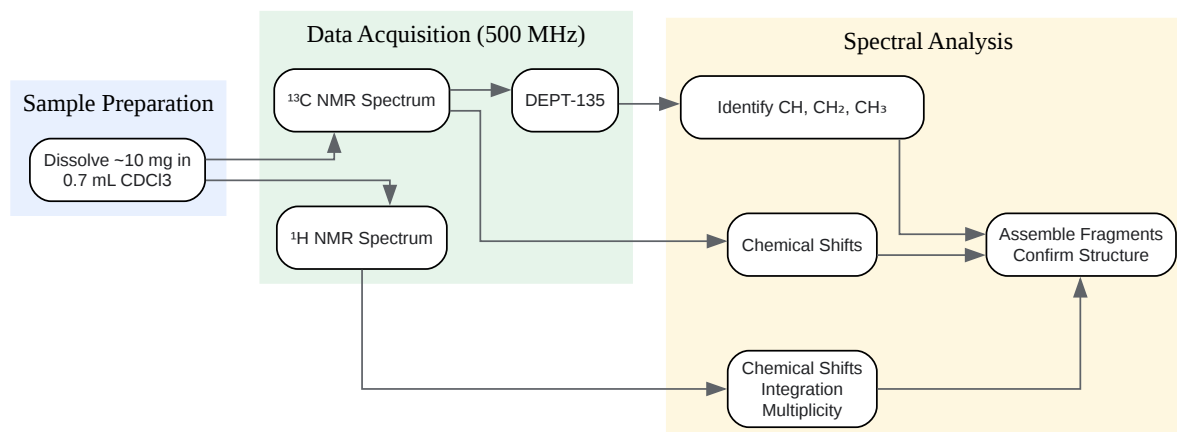 Sample Preparation
Dissolve ~10 mg in
0.7 mL CDCl3
Data Acquisition (500 MHz)
¹³C NMR Spectrum
DEPT-135
¹H NMR Spectrum
Spectral Analysis
Identify CH, CH₂, CH₃
Chemical Shifts
Chemical Shifts
Integration
Multiplicity
Assemble Fragments
Confirm Structure